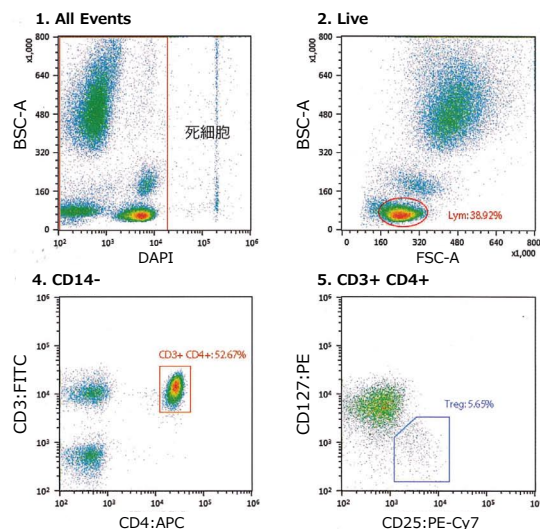 1. All Events
x1,000
BSC-A
800
640
480
320
160
0
死細胞
10² 10³ 10⁴ 10⁵ 10⁶
DAPI
2. Live
x1,000
BSC-A
800
640
480
320
160
0
Lym:38.92%
0 160 320 480 640 800
FSC-A
x1,000
4. CD14-
CD3:FITC
10⁶
10⁵
10⁴
10³
10²
CD3+ CD4+:52.67%
10² 10³ 10⁴ 10⁵ 10⁶
CD4:APC
5. CD3+ CD4+
CD127:PE
10⁶
10⁵
10⁴
10³
10²
Treg:5.65%
10² 10³ 10⁴ 10⁵ 10⁶
CD25:PE-Cy7